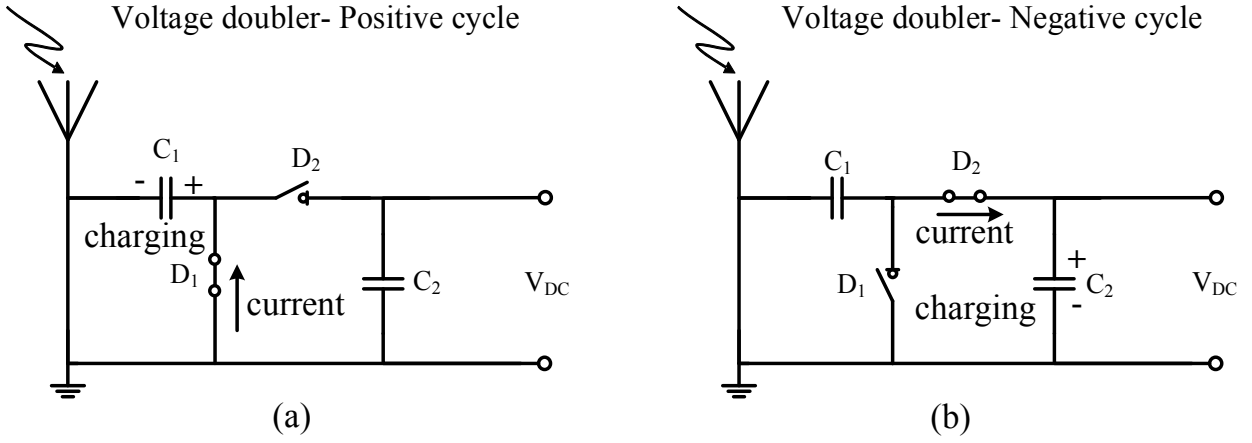 Voltage doubler- Positive cycle
C1
- +
D2
charging
D1
current
C2
VDC
(a)
Voltage doubler- Negative cycle
C1
D2
current
D1
charging
+
C2
-
VDC
(b)